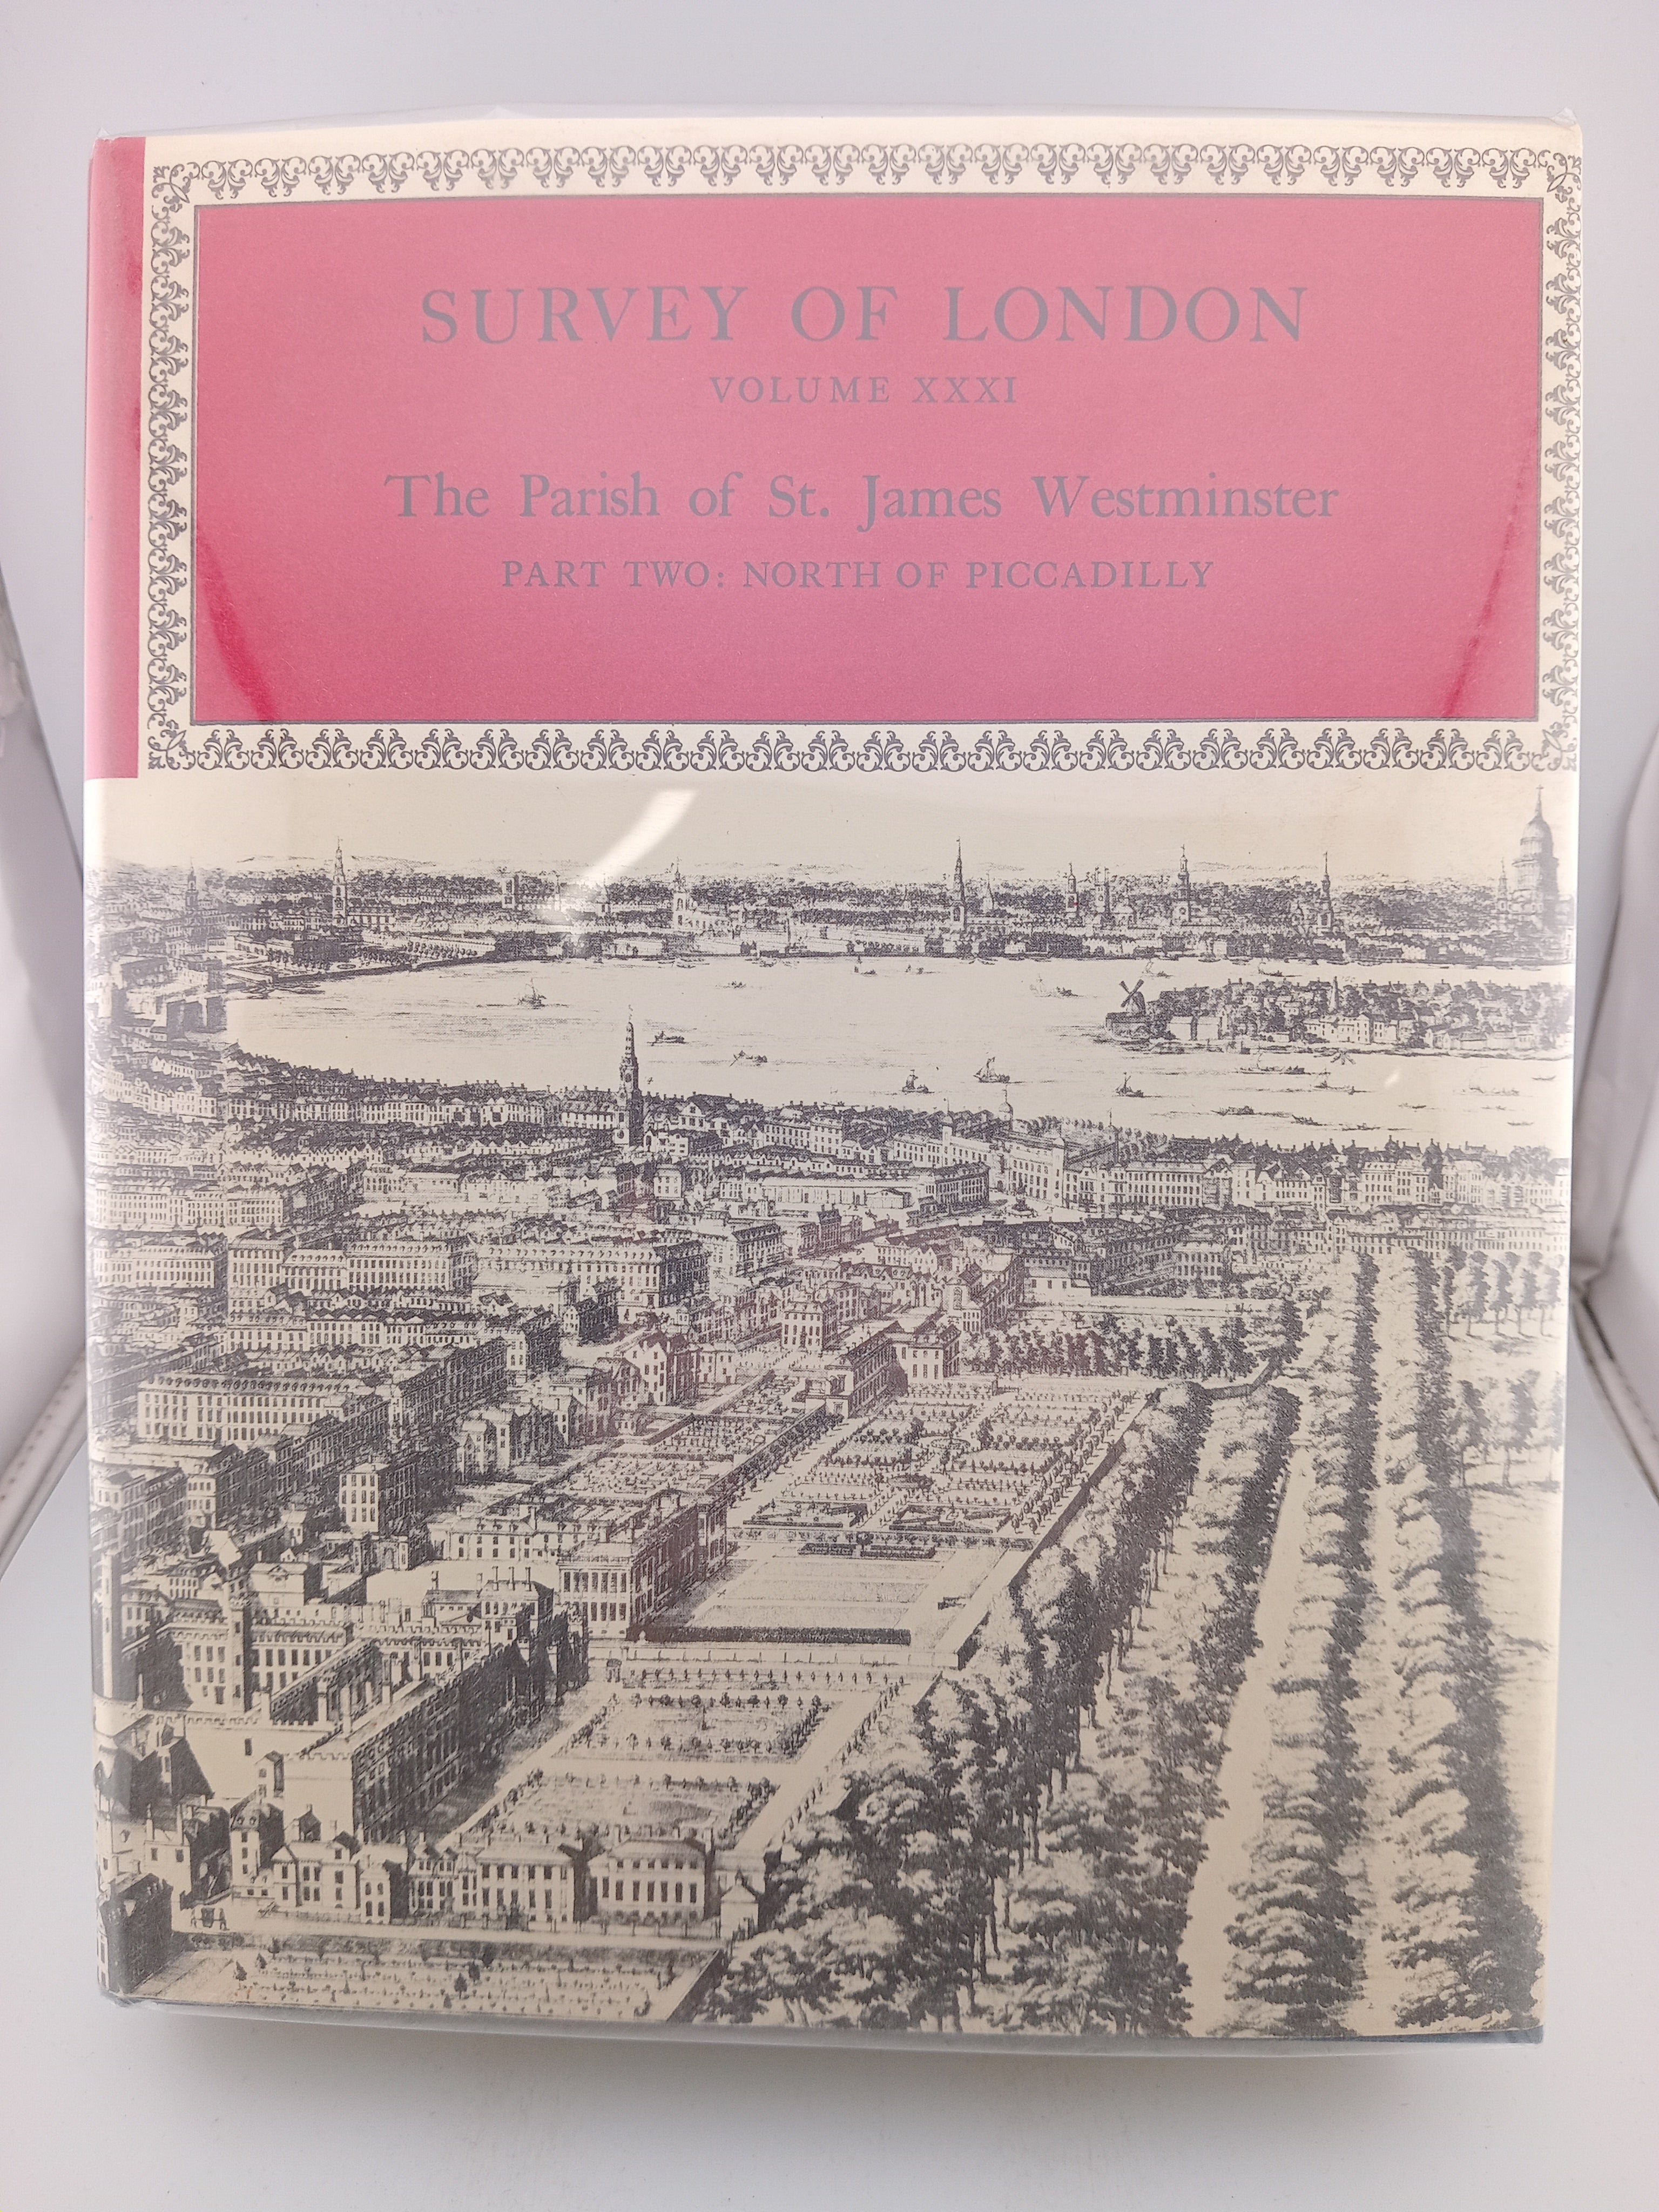 SURVEY OF LONDON
VOLUME XXXI
The Parish of St. James Westminster
PART TWO: NORTH OF PICCADILLY